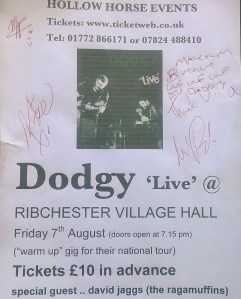 HOLLOW HORSE EVENTS
Tickets: www.ticketweb.co.uk
Tel: 01772 866171 or 07824 488410
'Live'
Dodgy 'Live' @
RIBCHESTER VILLAGE HALL
Friday 7th August (doors open at 7.15 pm)
("warm up" gig for their national tour)
Tickets £10 in advance
special guest .. david jaggs (the ragamuffins)